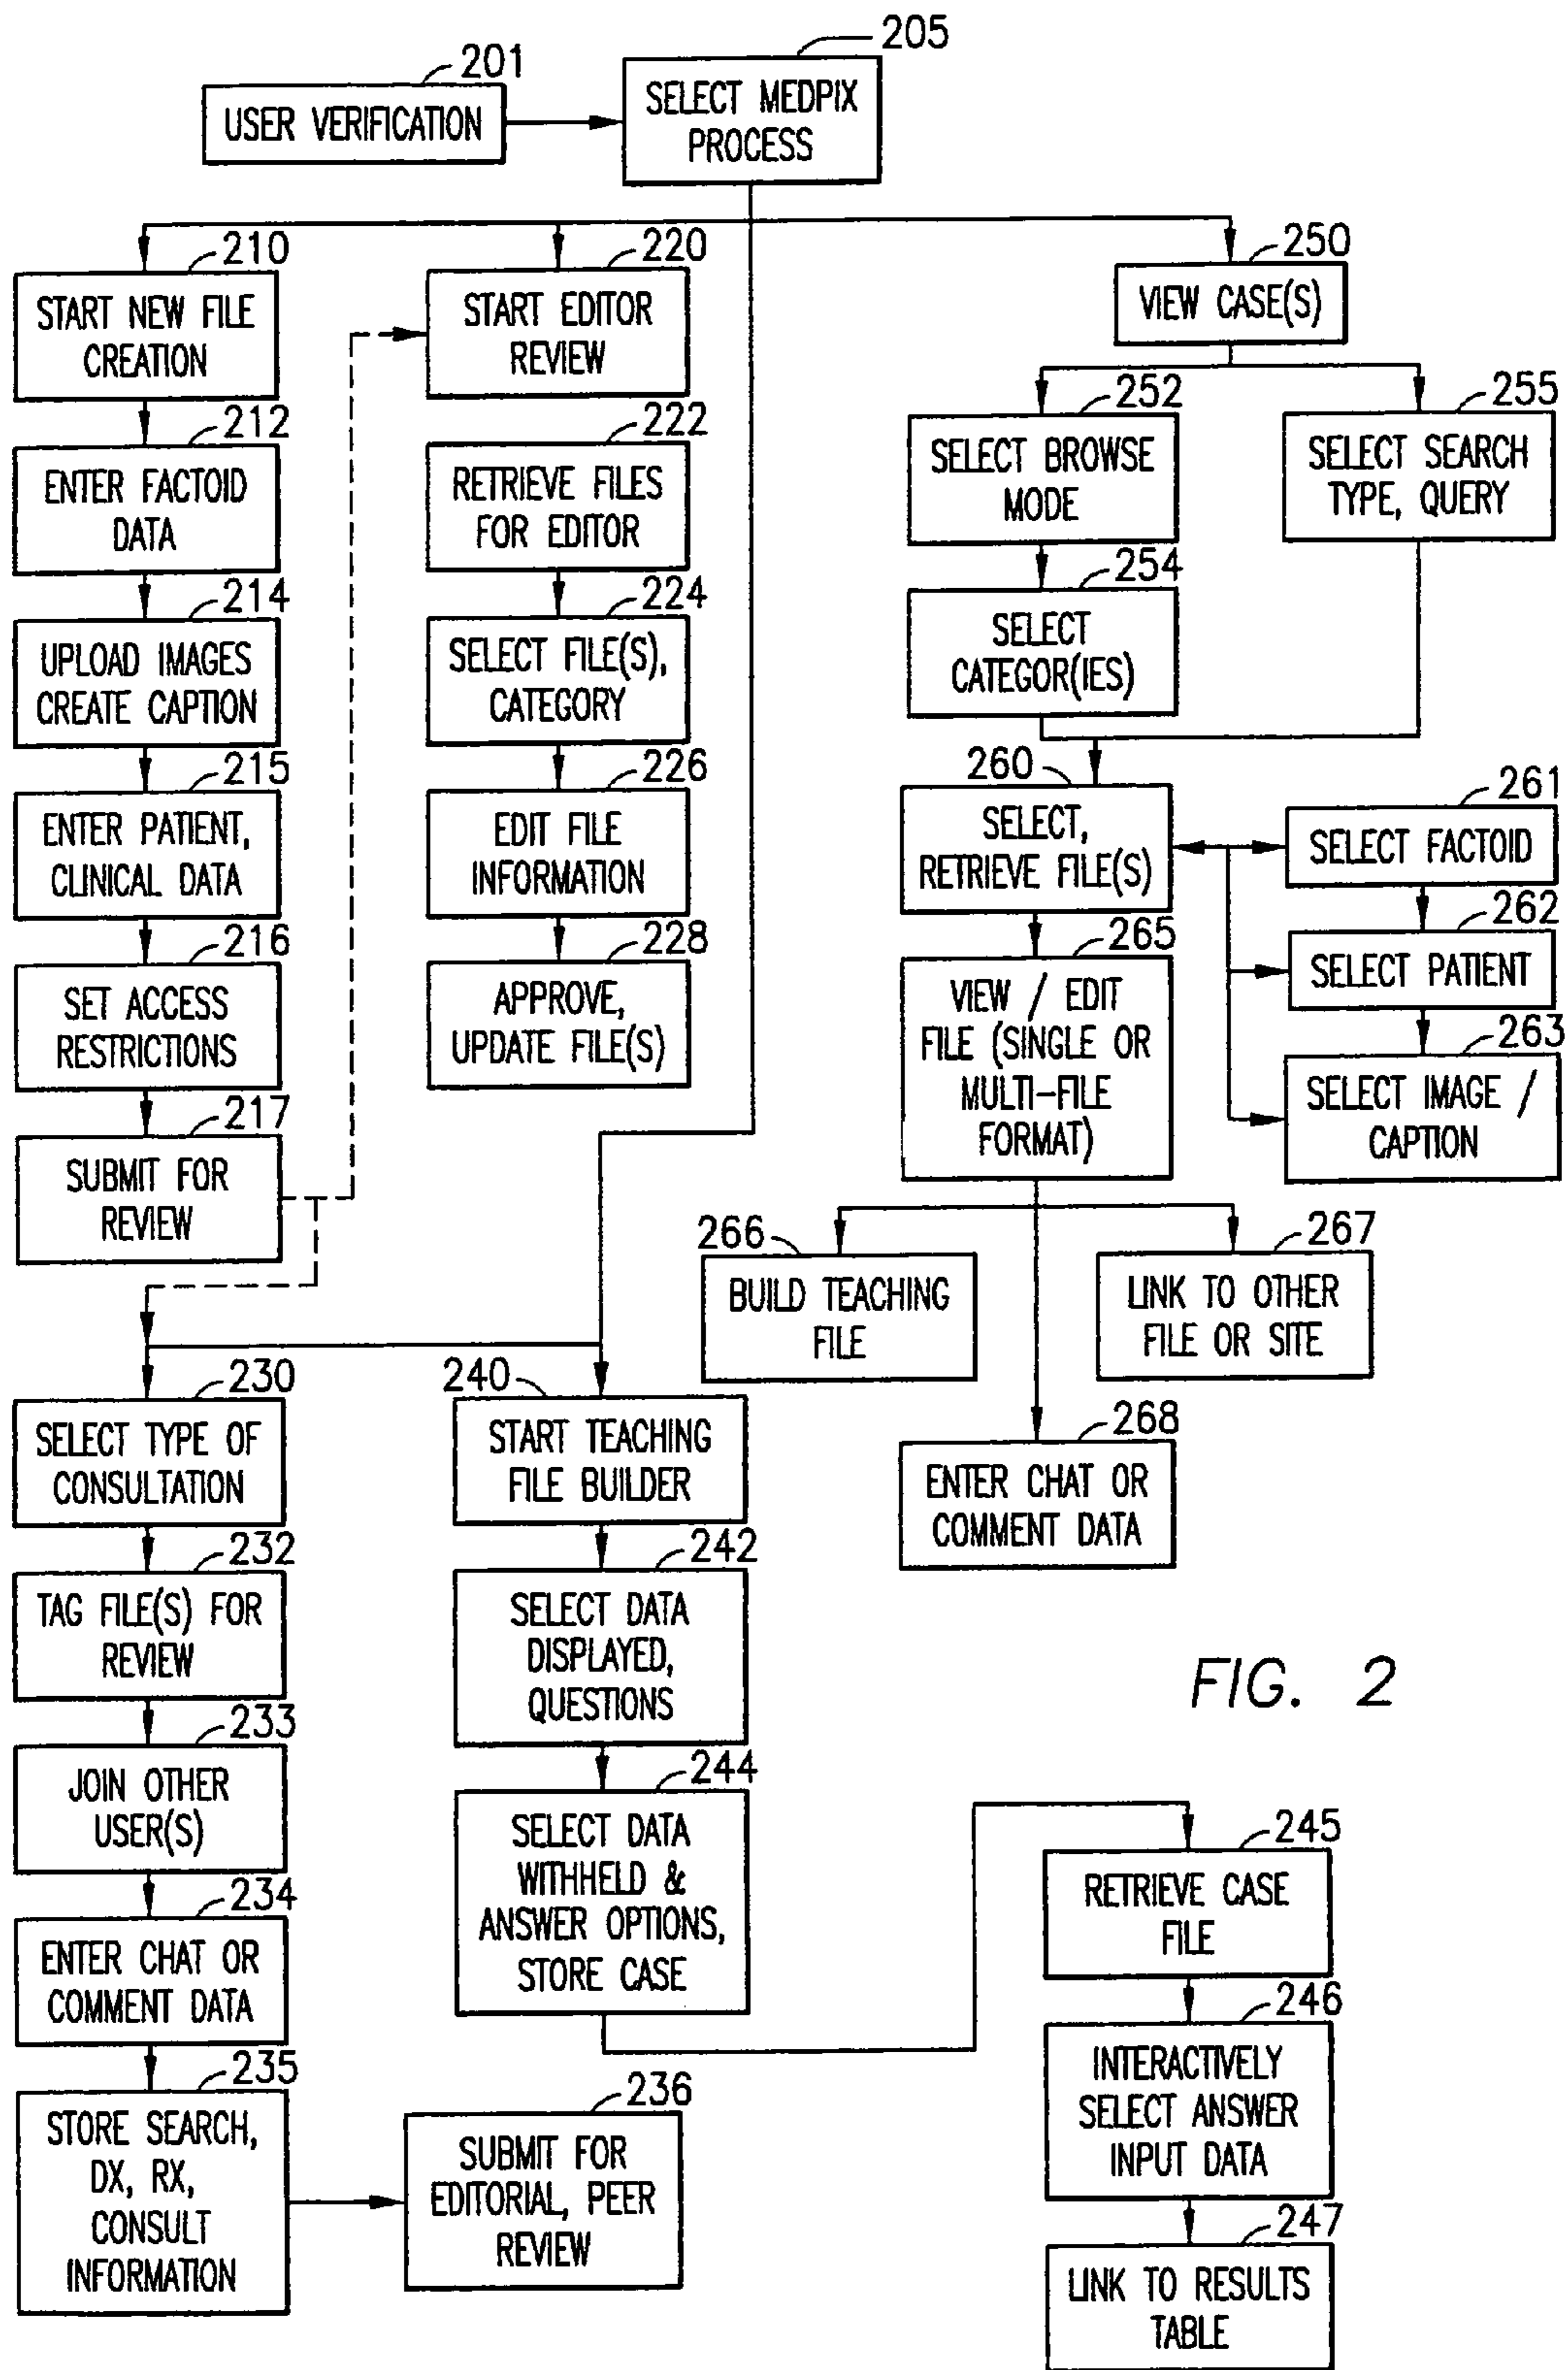 201
USER VERIFICATION
205
SELECT MEDPIX
PROCESS
210
START NEW FILE
CREATION
212
ENTER FACTOID
DATA
214
UPLOAD IMAGES
CREATE CAPTION
215
ENTER PATIENT,
CLINICAL DATA
216
SET ACCESS
RESTRICTIONS
217
SUBMIT FOR
REVIEW
220
START EDITOR
REVIEW
222
RETRIEVE FILES
FOR EDITOR
224
SELECT FILE(S),
CATEGORY
226
EDIT FILE
INFORMATION
228
APPROVE,
UPDATE FILE(S)
250
VIEW CASE(S)
252
SELECT BROWSE
MODE
254
SELECT
CATEGOR(IES)
255
SELECT SEARCH
TYPE, QUERY
260
SELECT,
RETRIEVE FILE(S)
261
SELECT FACTOID
262
SELECT PATIENT
263
SELECT IMAGE /
CAPTION
265
VIEW / EDIT
FILE (SINGLE OR
MULTI-FILE
FORMAT)
266
BUILD TEACHING
FILE
267
LINK TO OTHER
FILE OR SITE
268
ENTER CHAT OR
COMMENT DATA
230
SELECT TYPE OF
CONSULTATION
232
TAG FILE(S) FOR
REVIEW
233
JOIN OTHER
USER(S)
234
ENTER CHAT OR
COMMENT DATA
235
STORE SEARCH,
DX, RX,
CONSULT
INFORMATION
236
SUBMIT FOR
EDITORIAL, PEER
REVIEW
240
START TEACHING
FILE BUILDER
242
SELECT DATA
DISPLAYED,
QUESTIONS
244
SELECT DATA
WITHHELD &
ANSWER OPTIONS,
STORE CASE
245
RETRIEVE CASE
FILE
246
INTERACTIVELY
SELECT ANSWER
INPUT DATA
247
LINK TO RESULTS
TABLE
FIG. 2